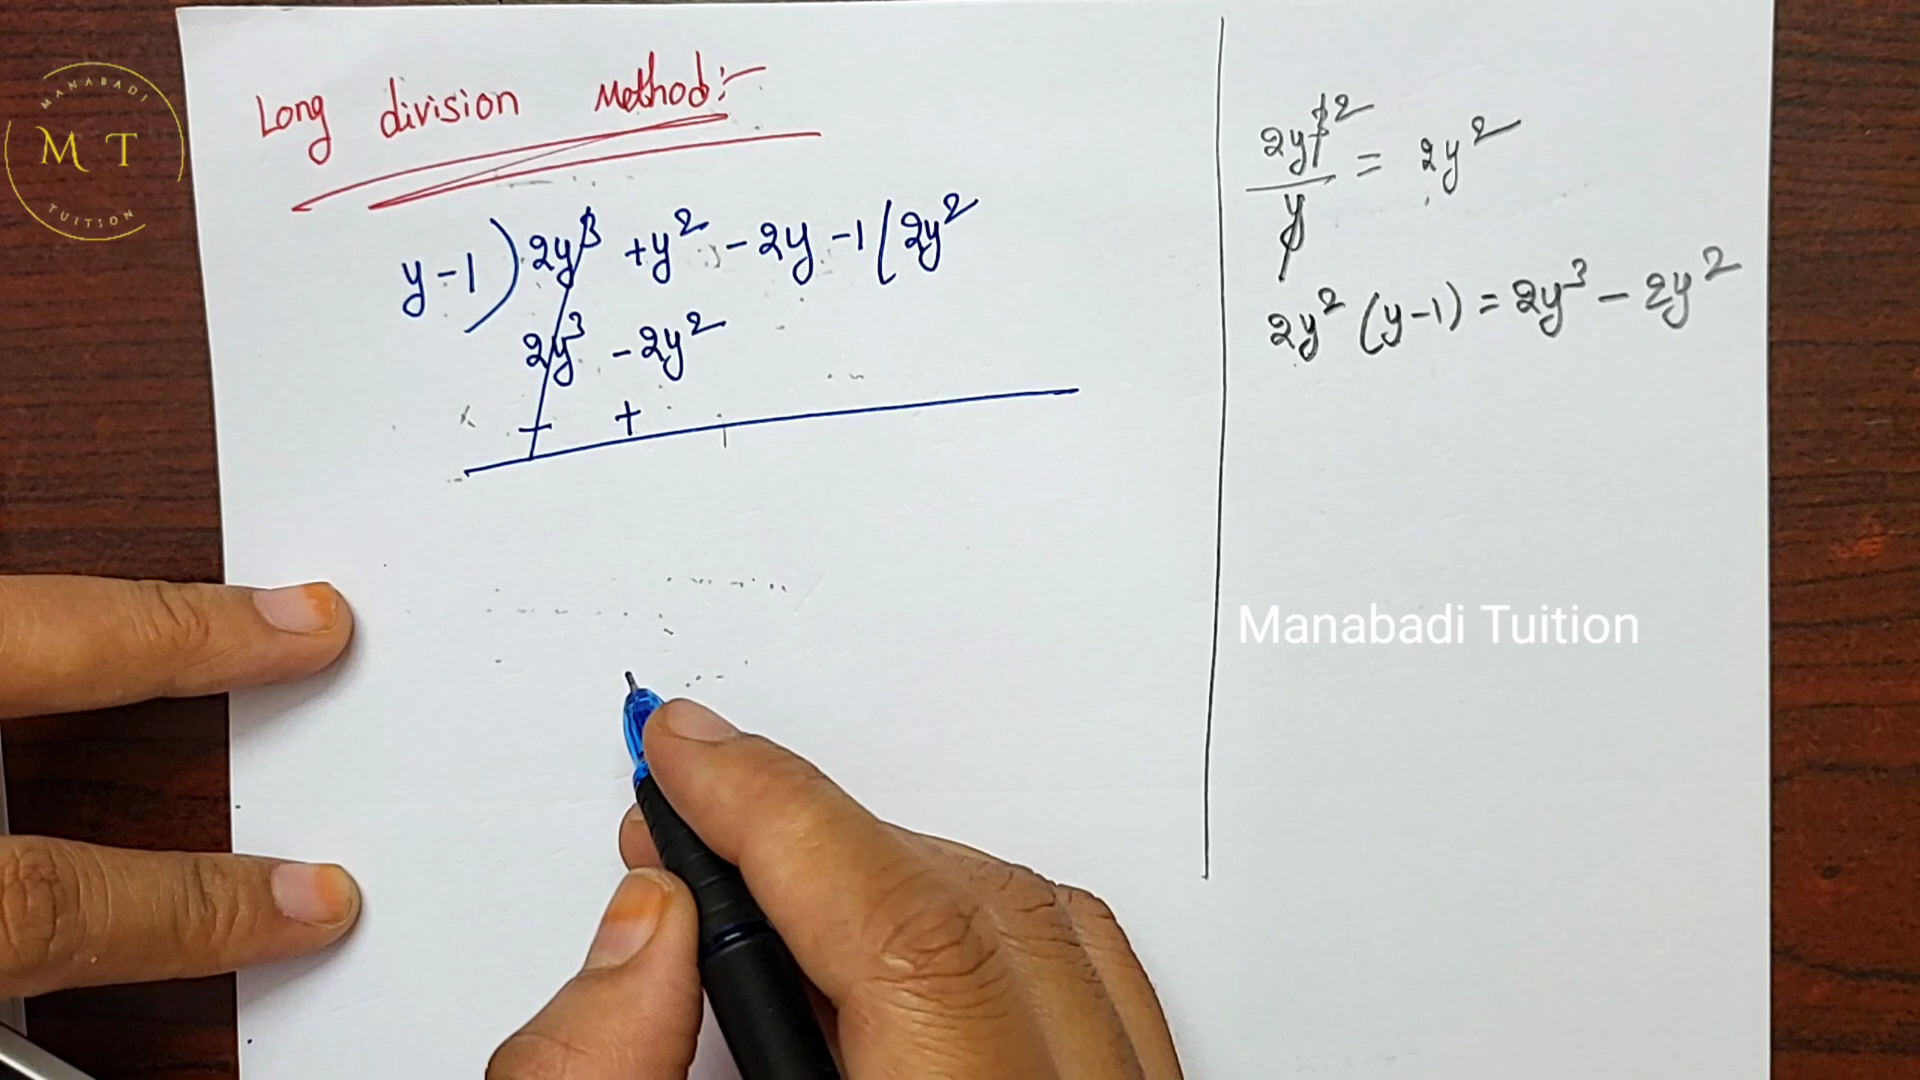 MANABADI
M T
TUITION
Long division Method:-
y-1) 2y³ + y² - 2y - 1 (2y²
2y³ - 2y²
- +
2y³ ² / y = 2y²
2y² (y-1) = 2y³ - 2y²
Manabadi Tuition